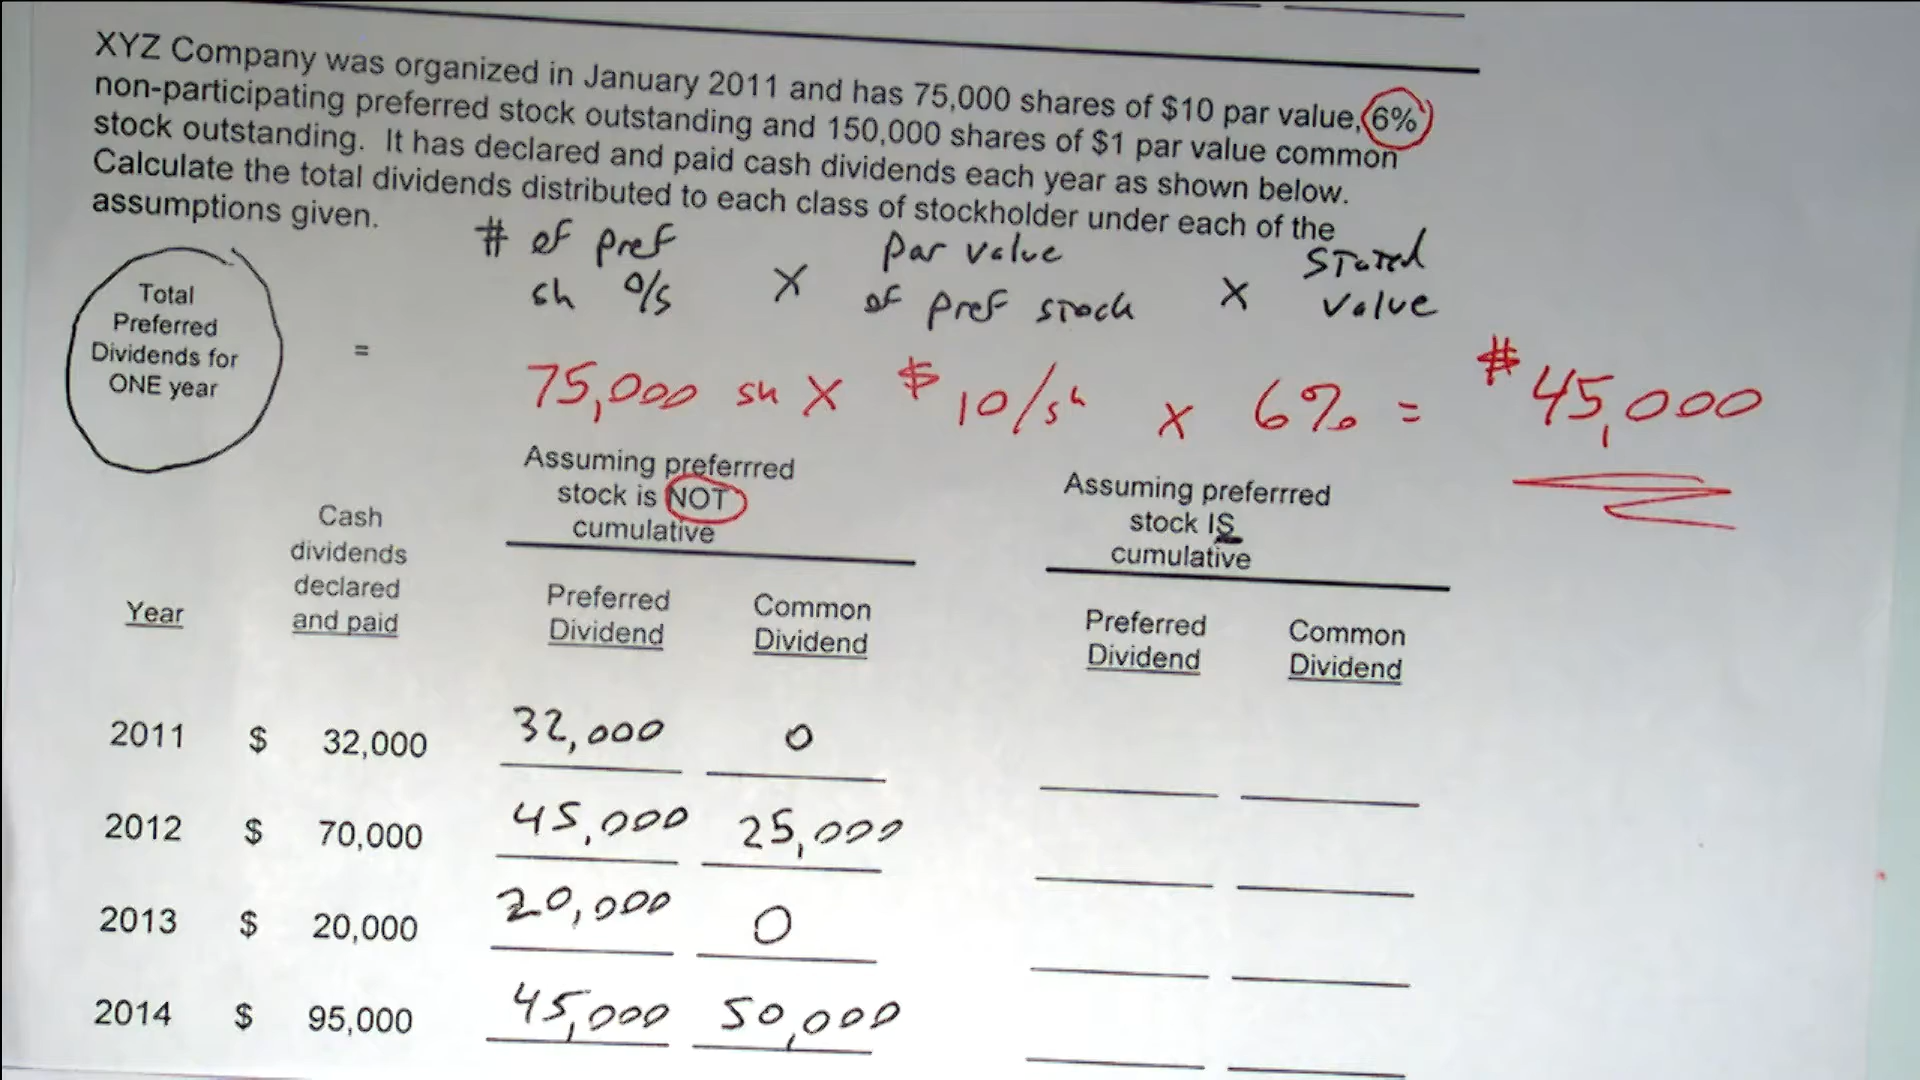 XYZ Company was organized in January 2011 and has 75,000 shares of $10 par value, 6%
non-participating preferred stock outstanding and 150,000 shares of $1 par value common
stock outstanding. It has declared and paid cash dividends each year as shown below.
Calculate the total dividends distributed to each class of stockholder under each of the
assumptions given.
# of pref
sh o/s
X
par value
of pref stock
X
Stated
value
Total
Preferred
Dividends for
ONE year
=
75,000 sh X $10/sh x 6% = $45,000
Assuming preferrred
stock is NOT
cumulative
Assuming preferrred
stock IS
cumulative
Year
Cash
dividends
declared
and paid
Preferred
Dividend
Common
Dividend
Preferred
Dividend
Common
Dividend
2011 $ 32,000 32,000 0
2012 $ 70,000 45,000 25,000
2013 $ 20,000 20,000 0
2014 $ 95,000 45,000 50,000